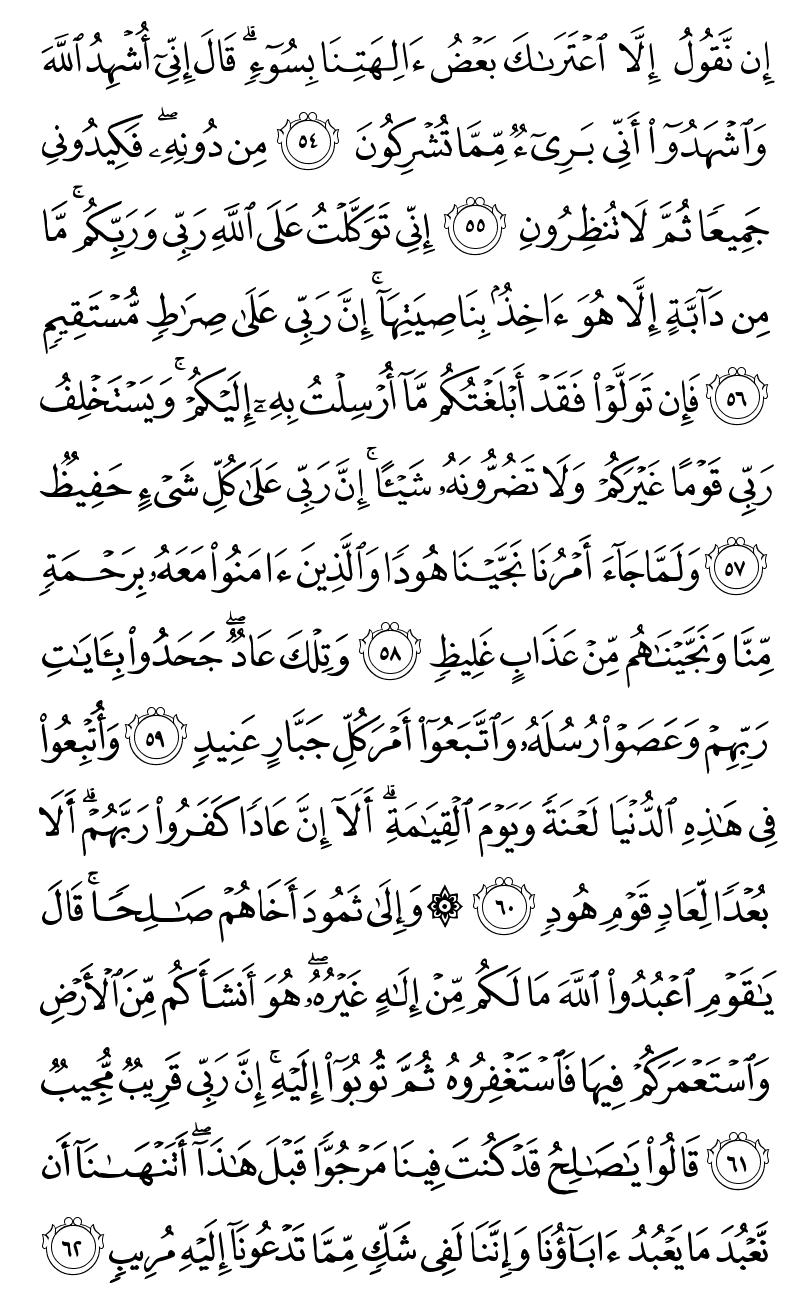 إِن نَّقُولُ إِلَّا ٱعۡتَرَىٰكَ بَعۡضُ ءَالِهَتِنَا بِسُوٓءٖۗ قَالَ إِنِّيٓ أُشۡهِدُ ٱللَّهَ
وَٱشۡهَدُوٓاْ أَنِّي بَرِيٓءٞ مِّمَّا تُشۡرِكُونَ ٥٤ مِن دُونِهِۦۖ فَكِيدُونِي
جَمِيعٗا ثُمَّ لَا تُنظِرُونِ ٥٥ إِنِّي تَوَكَّلۡتُ عَلَى ٱللَّهِ رَبِّي وَرَبِّكُمۚ مَّا
مِن دَآبَّةٍ إِلَّا هُوَ ءَاخِذُۢ بِنَاصِيَتِهَآۚ إِنَّ رَبِّي عَلَىٰ صِرَٰطٖ مُّسۡتَقِيمٖ
٥٦ فَإِن تَوَلَّوۡاْ فَقَدۡ أَبۡلَغۡتُكُم مَّآ أُرۡسِلۡتُ بِهِۦٓ إِلَيۡكُمۡۚ وَيَسۡتَخۡلِفُ
رَبِّي قَوۡمًا غَيۡرَكُمۡ وَلَا تَضُرُّونَهُۥ شَيۡـًٔاۚ إِنَّ رَبِّي عَلَىٰ كُلِّ شَيۡءٍ حَفِيظٞ
٥٧ وَلَمَّا جَآءَ أَمۡرُنَا نَجَّيۡنَا هُودٗا وَٱلَّذِينَ ءَامَنُواْ مَعَهُۥ بِرَحۡمَةٖ
مِّنَّا وَنَجَّيۡنَٰهُم مِّنۡ عَذَابٍ غَلِيظٖ ٥٨ وَتِلۡكَ عَادٞۖ جَحَدُواْ بِـَٔايَٰتِ
رَبِّهِمۡ وَعَصَوۡاْ رُسُلَهُۥ وَٱتَّبَعُوٓاْ أَمۡرَ كُلِّ جَبَّارٍ عَنِيدٖ ٥٩ وَأُتۡبِعُواْ
فِي هَٰذِهِ ٱلدُّنۡيَا لَعۡنَةٗ وَيَوۡمَ ٱلۡقِيَٰمَةِۗ أَلَآ إِنَّ عَادٗا كَفَرُواْ رَبَّهُمۡۗ أَلَا
بُعۡدٗا لِّعَادٖ قَوۡمِ هُودٖ ٦٠ ۞ وَإِلَىٰ ثَمُودَ أَخَاهُمۡ صَٰلِحٗاۚ قَالَ
يَٰقَوۡمِ ٱعۡبُدُواْ ٱللَّهَ مَا لَكُم مِّنۡ إِلَٰهٍ غَيۡرُهُۥۖ هُوَ أَنشَأَكُم مِّنَ ٱلۡأَرۡضِ
وَٱسۡتَعۡمَرَكُمۡ فِيهَا فَٱسۡتَغۡفِرُوهُ ثُمَّ تُوبُوٓاْ إِلَيۡهِۚ إِنَّ رَبِّي قَرِيبٞ مُّجِيبٞ
٦١ قَالُواْ يَٰصَٰلِحُ قَدۡ كُنتَ فِينَا مَرۡجُوّٗا قَبۡلَ هَٰذَآۖ أَتَنۡهَىٰنَآ أَن
نَّعۡبُدَ مَا يَعۡبُدُ ءَابَآؤُنَا وَإِنَّنَا لَفِي شَكّٖ مِّمَّا تَدۡعُونَآ إِلَيۡهِ مُرِيبٖ ٦٢